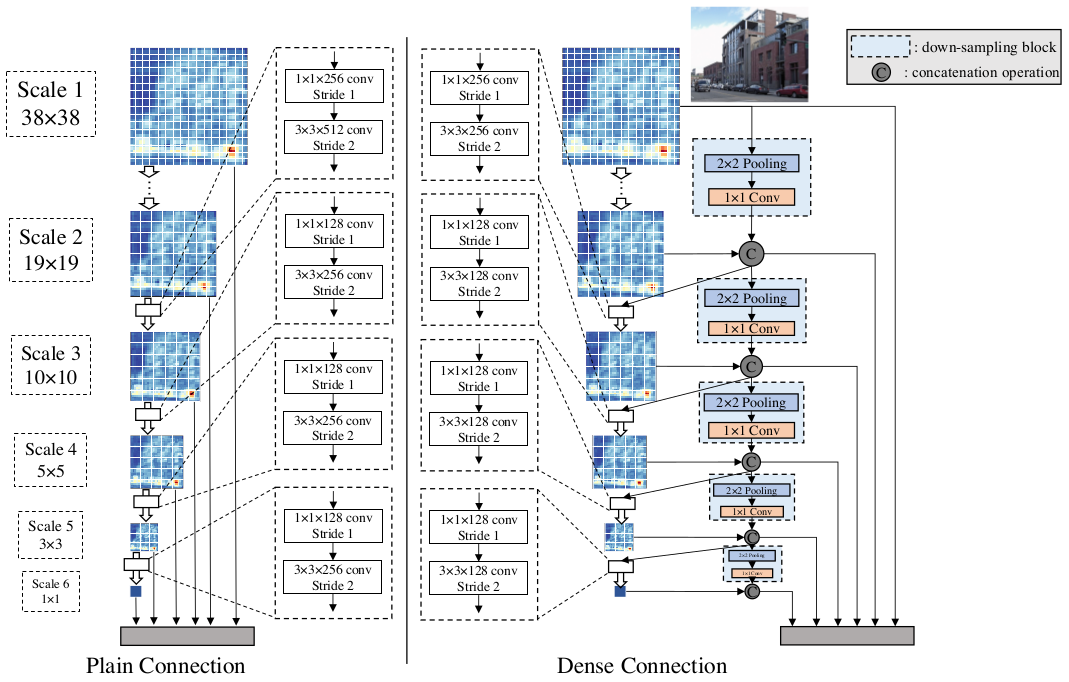 Scale 1
38×38
Scale 2
19×19
Scale 3
10×10
Scale 4
5×5
Scale 5
3×3
Scale 6
1×1
1×1×256 conv
Stride 1
3×3×512 conv
Stride 2
1×1×128 conv
Stride 1
3×3×256 conv
Stride 2
1×1×128 conv
Stride 1
3×3×256 conv
Stride 2
1×1×128 conv
Stride 1
3×3×256 conv
Stride 2
Plain Connection
1×1×256 conv
Stride 1
3×3×256 conv
Stride 2
1×1×128 conv
Stride 1
3×3×128 conv
Stride 2
1×1×128 conv
Stride 1
3×3×128 conv
Stride 2
1×1×128 conv
Stride 1
3×3×128 conv
Stride 2
2×2 Pooling
1×1 Conv
C
2×2 Pooling
1×1 Conv
C
2×2 Pooling
1×1 Conv
C
2×2 Pooling
1×1 Conv
C
2×2 Pooling
1×1 Conv
C
Dense Connection
: down-sampling block
C : concatenation operation